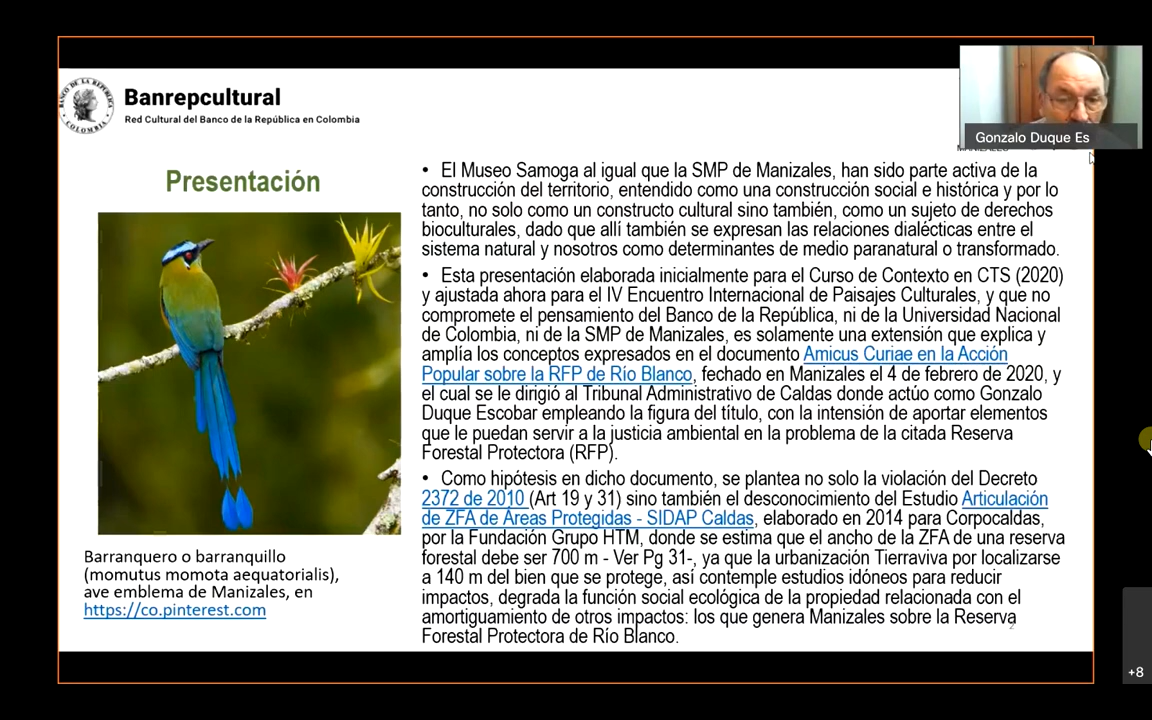 BANCO DE LA REPÚBLICA
COLOMBIA
Banrepcultural
Red Cultural del Banco de la República en Colombia
Gonzalo Duque Es
Presentación
• El Museo Samoga al igual que la SMP de Manizales, han sido parte activa de la
construcción del territorio, entendido como una construcción social e histórica y por lo
tanto, no solo como un constructo cultural sino también, como un sujeto de derechos
bioculturales, dado que allí también se expresan las relaciones dialécticas entre el
sistema natural y nosotros como determinantes de medio paranatural o transformado.
• Esta presentación elaborada inicialmente para el Curso de Contexto en CTS (2020)
y ajustada ahora para el IV Encuentro Internacional de Paisajes Culturales, y que no
compromete el pensamiento del Banco de la República, ni de la Universidad Nacional
de Colombia, ni de la SMP de Manizales, es solamente una extensión que explica y
amplía los conceptos expresados en el documento Amicus Curiae en la Acción
Popular sobre la RFP de Río Blanco, fechado en Manizales el 4 de febrero de 2020, y
el cual se le dirigió al Tribunal Administrativo de Caldas donde actúo como Gonzalo
Duque Escobar empleando la figura del título, con la intensión de aportar elementos
que le puedan servir a la justicia ambiental en la problema de la citada Reserva
Forestal Protectora (RFP).
• Como hipótesis en dicho documento, se plantea no solo la violación del Decreto
2372 de 2010 (Art 19 y 31) sino también el desconocimiento del Estudio Articulación
de ZFA de Áreas Protegidas - SIDAP Caldas, elaborado en 2014 para Corpocaldas,
por la Fundación Grupo HTM, donde se estima que el ancho de la ZFA de una reserva
forestal debe ser 700 m - Ver Pg 31-, ya que la urbanización Tierraviva por localizarse
a 140 m del bien que se protege, así contemple estudios idóneos para reducir
impactos, degrada la función social ecológica de la propiedad relacionada con el
amortiguamiento de otros impactos: los que genera Manizales sobre la Reserva
Forestal Protectora de Río Blanco.
2
Barranquero o barranquillo
(momutus momota aequatorialis),
ave emblema de Manizales, en
https://co.pinterest.com
+8